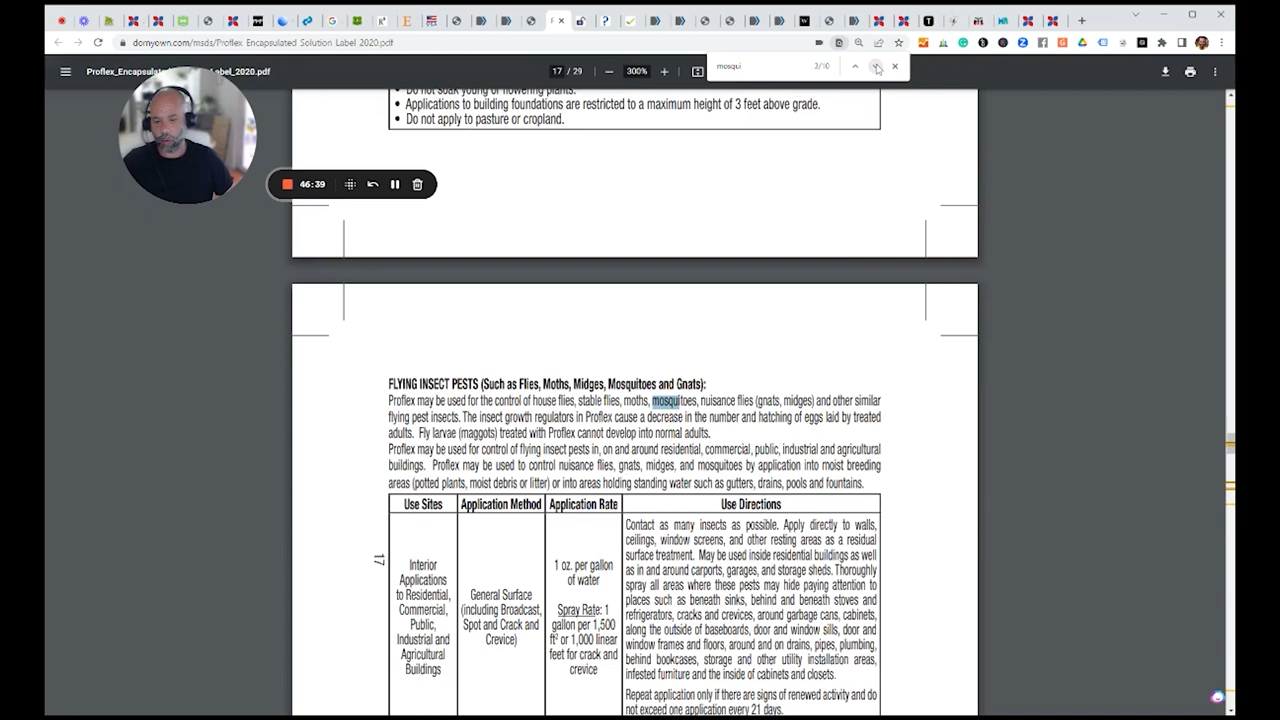 domyown.com/msds/Proflex Encapsulated Solution Label 2020.pdf
mosqui 2/10
Proflex_Encapsu Label_2020.pdf
17 / 29
300%
Do not soak young or flowering plants.
• Applications to building foundations are restricted to a maximum height of 3 feet above grade.
• Do not apply to pasture or cropland.
46:39
FLYING INSECT PESTS (Such as Flies, Moths, Midges, Mosquitoes and Gnats):
Proflex may be used for the control of house flies, stable flies, moths, mosquitoes, nuisance flies (gnats, midges) and other similar
flying pest insects. The insect growth regulators in Proflex cause a decrease in the number and hatching of eggs laid by treated
adults. Fly larvae (maggots) treated with Proflex cannot develop into normal adults.
Proflex may be used for control of flying insect pests in, on and around residential, commercial, public, industrial and agricultural
buildings. Proflex may be used to control nuisance flies, gnats, midges, and mosquitoes by application into moist breeding
areas (potted plants, moist debris or litter) or into areas holding standing water such as gutters, drains, pools and fountains.
Use Sites
Application Method
Application Rate
Use Directions
Interior
Applications
to Residential,
Commercial,
Public,
Industrial and
Agricultural
Buildings
General Surface
(including Broadcast,
Spot and Crack and
Crevice)
1 oz. per gallon
of water
Spray Rate: 1
gallon per 1,500
ft² or 1,000 linear
feet for crack and
crevice
Contact as many insects as possible. Apply directly to walls,
ceilings, window screens, and other resting areas as a residual
surface treatment. May be used inside residential buildings as well
as in and around carports, garages, and storage sheds. Thoroughly
spray all areas where these pests may hide paying attention to
places such as beneath sinks, behind and beneath stoves and
refrigerators, cracks and crevices, around garbage cans, cabinets,
along the outside of baseboards, door and window sills, door and
window frames and floors, around and on drains, pipes, plumbing,
behind bookcases, storage and other utility installation areas,
infested furniture and the inside of cabinets and closets.
Repeat application only if there are signs of renewed activity and do
not exceed one application every 21 days.
17